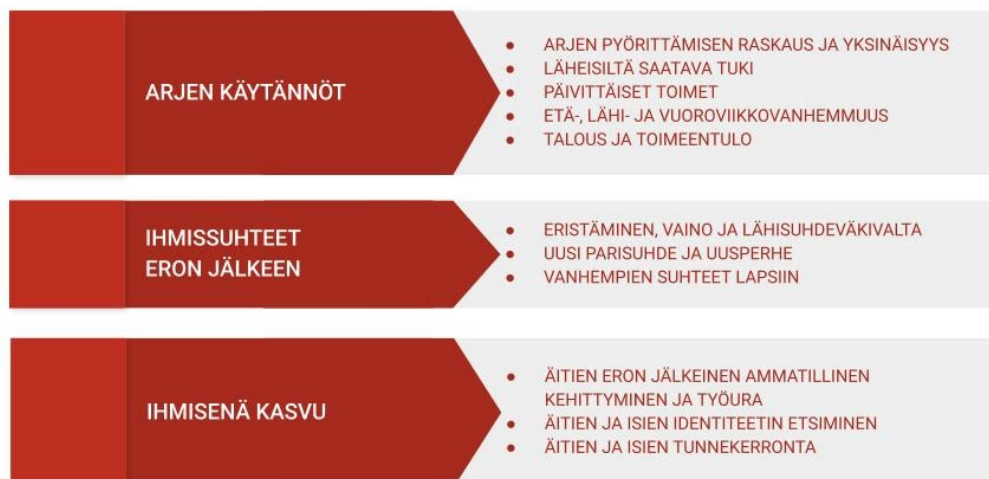 ARJEN KÄYTÄNNÖT
• ARJEN PYÖRITTÄMISEN RASKAUS JA YKSINÄISYYS
• LÄHEISILTÄ SAATAVA TUKI
• PÄIVITTÄISET TOIMET
• ETÄ-, LÄHI- JA VUOROVIIKKOVANHEMMUUS
• TALOUS JA TOIMEENTULO
IHMISSUHTEET
ERON JÄLKEEN
• ERISTÄMINEN, VAINO JA LÄHISUHDEVÄKIVALTA
• UUSI PARISUHDE JA UUSPERHE
• VANHEMPIEN SUHTEET LAPSIIN
IHMISENÄ KASVU
• ÄITIEN ERON JÄLKEINEN AMMATILLINEN
KEHITTYMINEN JA TYÖURA
• ÄITIEN JA ISIEN IDENTITEETIN ETSIMINEN
• ÄITIEN JA ISIEN TUNNEKERRONTA